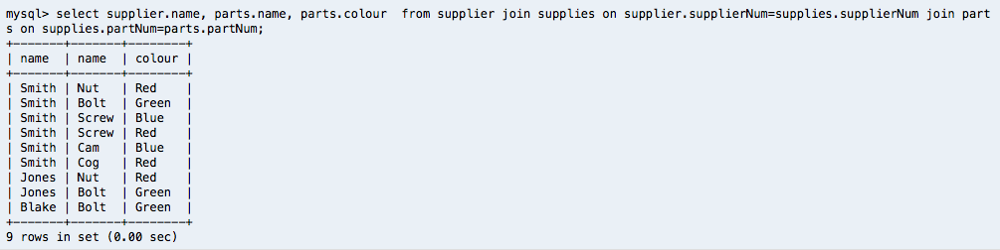 mysql> select supplier.name, parts.name, parts.colour  from supplier join supplies on supplier.supplierNum=supplies.supplierNum join part
s on supplies.partNum=parts.partNum;
+-------+-------+--------+
| name  | name  | colour |
+-------+-------+--------+
| Smith | Nut   | Red    |
| Smith | Bolt  | Green  |
| Smith | Screw | Blue   |
| Smith | Screw | Red    |
| Smith | Cam   | Blue   |
| Smith | Cog   | Red    |
| Jones | Nut   | Red    |
| Jones | Bolt  | Green  |
| Blake | Bolt  | Green  |
+-------+-------+--------+
9 rows in set (0.00 sec)